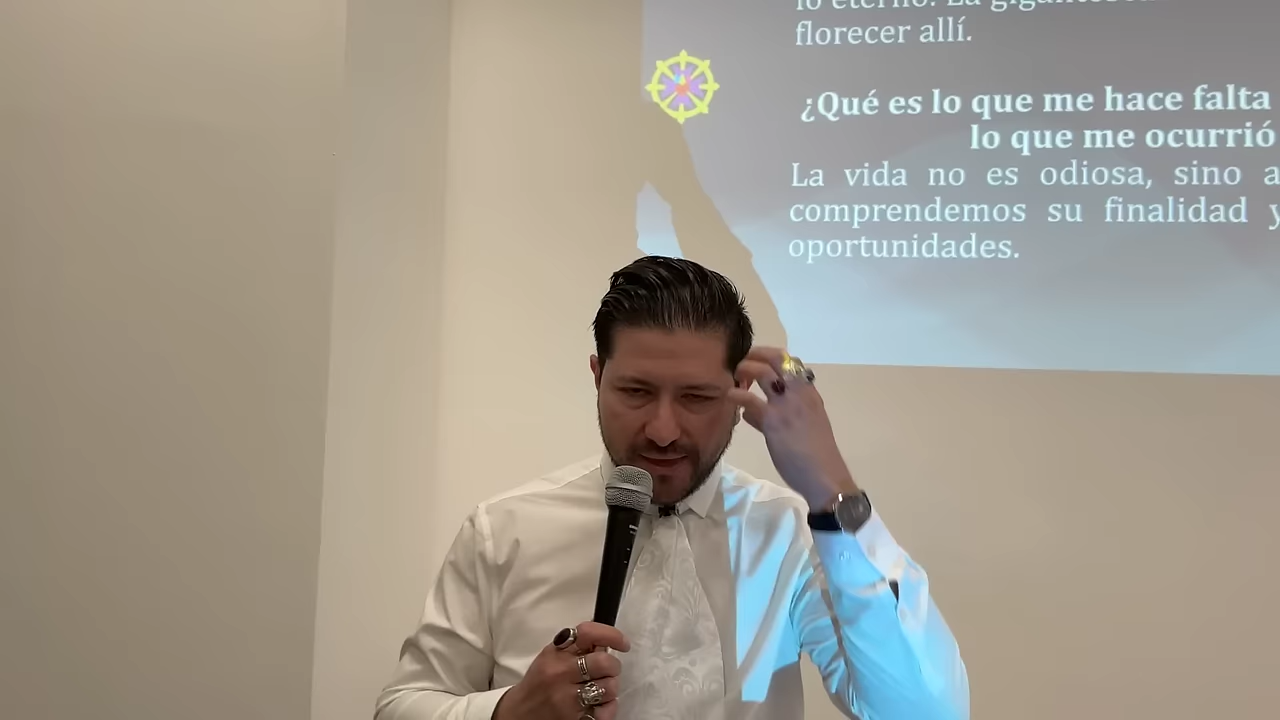 lo eterno. La
florecer allí.
¿Qué es lo que me hace falta
lo que me ocurrió
La vida no es odiosa, sino a
comprendemos su finalidad y
oportunidades.